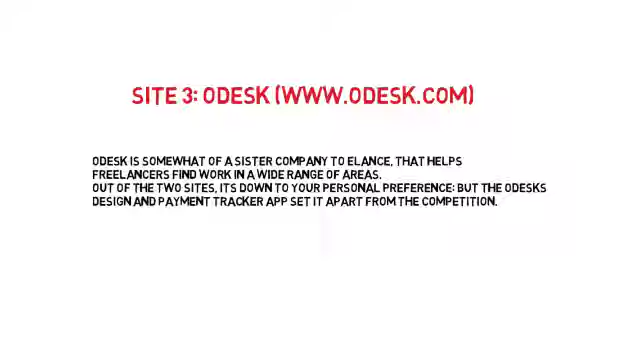 SITE 3: ODESK (WWW.ODESK.COM)
ODESK IS SOMEWHAT OF A SISTER COMPANY TO ELANCE, THAT HELPS
FREELANCERS FIND WORK IN A WIDE RANGE OF AREAS.
OUT OF THE TWO SITES, ITS DOWN TO YOUR PERSONAL PREFERENCE; BUT THE ODESKS
DESIGN AND PAYMENT TRACKER APP SET IT APART FROM THE COMPETITION.